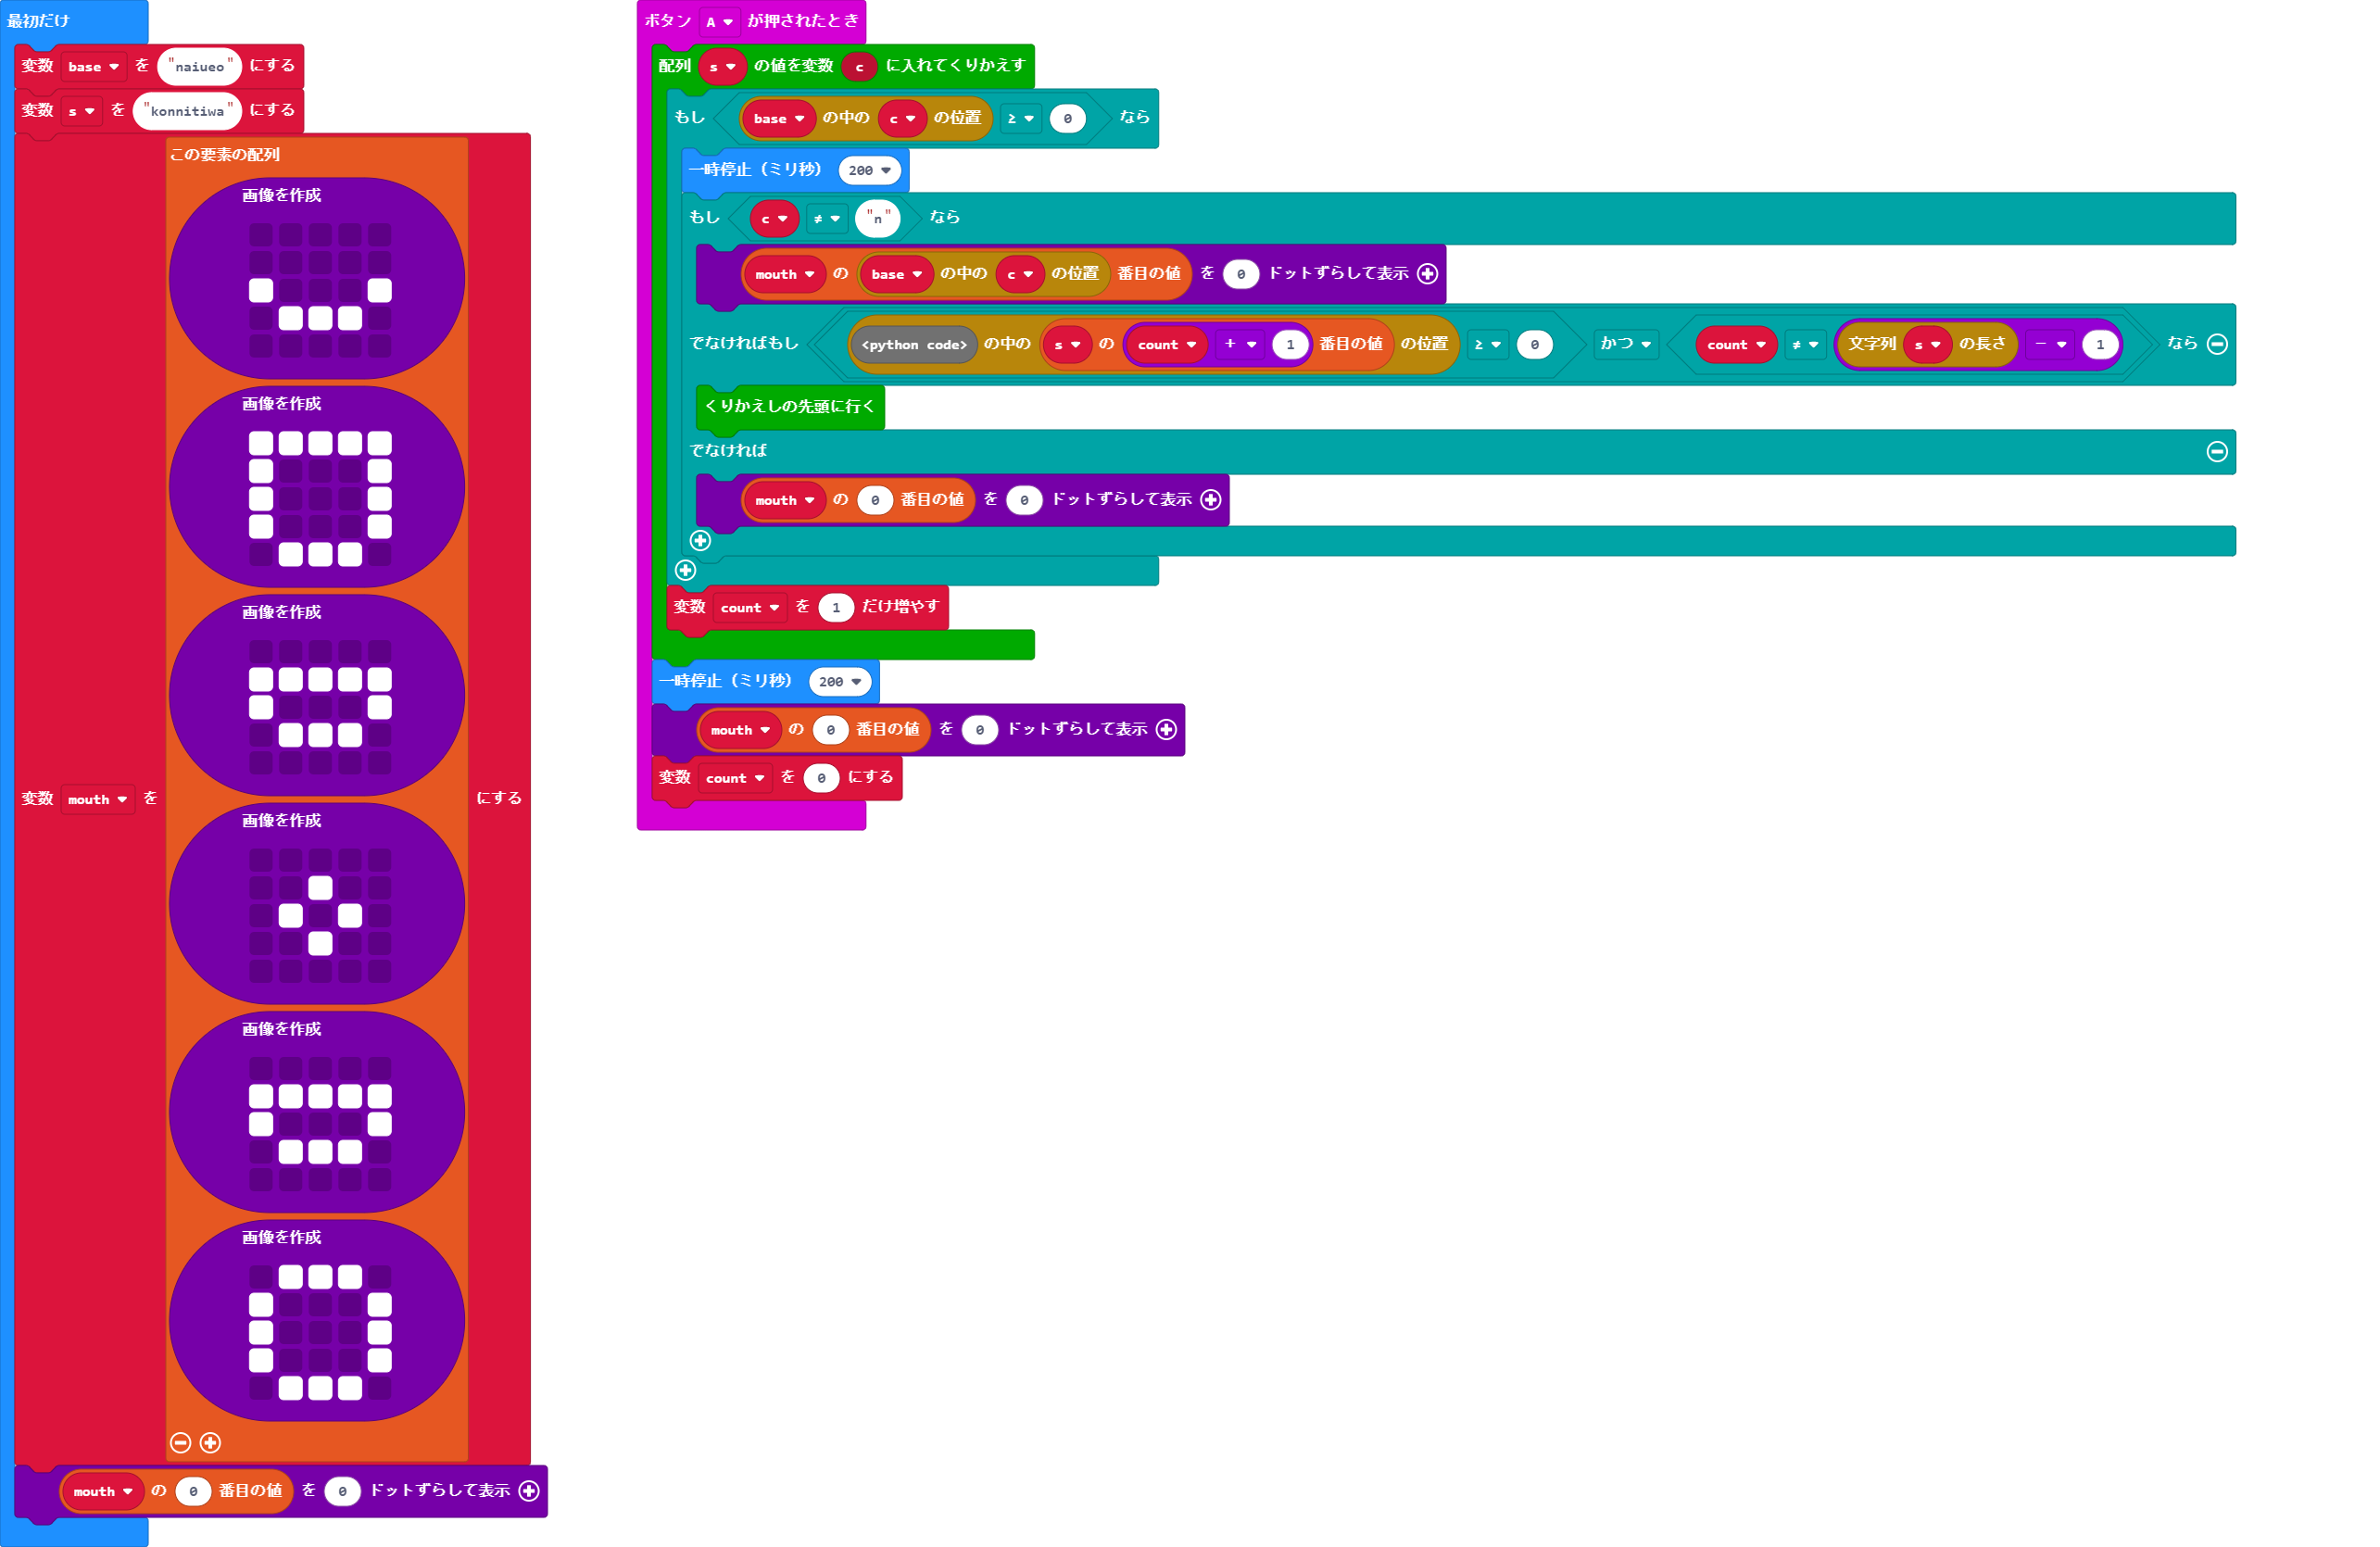 最初だけ
変数 base を "naiueo" にする
変数 s を "konnitiwa" にする
変数 mouth を この要素の配列
画像を作成
画像を作成
画像を作成
画像を作成
画像を作成
画像を作成
にする
mouth の 0 番目の値 を 0 ドットずらして表示
ボタン A が押されたとき
配列 s の値を変数 c に入れてくりかえす
もし base の中の c の位置 ≥ 0 なら
一時停止（ミリ秒） 200
もし c ≠ "n" なら
mouth の base の中の c の位置 番目の値 を 0 ドットずらして表示
でなければもし <python code> の中の s の count + 1 番目の値 の位置 ≥ 0 かつ count ≠ 文字列 s の長さ - 1 なら
くりかえしの先頭に行く
でなければ
mouth の 0 番目の値 を 0 ドットずらして表示
変数 count を 1 だけ増やす
一時停止（ミリ秒） 200
mouth の 0 番目の値 を 0 ドットずらして表示
変数 count を 0 にする